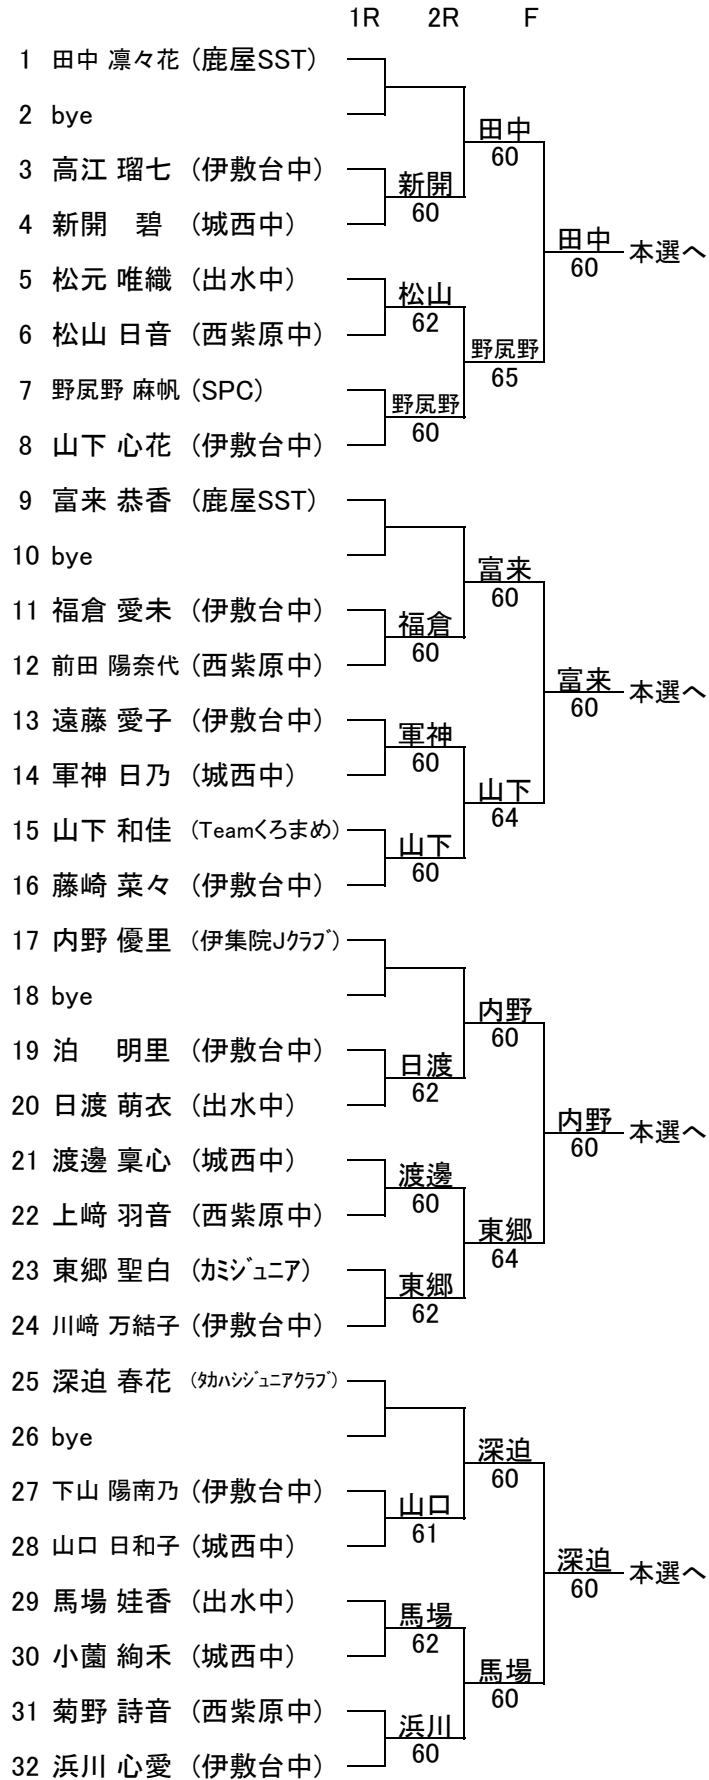 1R 2R F
1 田中 凛々花 (鹿屋SST)
2 bye
田中
60
3 高江 瑠七 (伊敷台中)
新開
60
4 新開 碧 (城西中)
田中 本選へ
60
5 松元 唯織 (出水中)
松山
62
6 松山 日音 (西紫原中)
野尻野
65
7 野尻野 麻帆 (SPC)
野尻野
60
8 山下 心花 (伊敷台中)
9 富来 恭香 (鹿屋SST)
10 bye
富来
60
11 福倉 愛未 (伊敷台中)
福倉
60
12 前田 陽奈代 (西紫原中)
富来 本選へ
60
13 遠藤 愛子 (伊敷台中)
軍神
60
14 軍神 日乃 (城西中)
山下
64
15 山下 和佳 (Teamくろまめ)
山下
60
16 藤崎 菜々 (伊敷台中)
17 内野 優里 (伊集院Jクラブ)
18 bye
内野
60
19 泊 明里 (伊敷台中)
日渡
62
20 日渡 萌衣 (出水中)
内野 本選へ
60
21 渡邊 稟心 (城西中)
渡邊
60
22 上﨑 羽音 (西紫原中)
東郷
64
23 東郷 聖白 (カミジュニア)
東郷
62
24 川﨑 万結子 (伊敷台中)
25 深迫 春花 (タカハシジュニアクラブ)
26 bye
深迫
60
27 下山 陽南乃 (伊敷台中)
山口
61
28 山口 日和子 (城西中)
深迫 本選へ
60
29 馬場 娃香 (出水中)
馬場
62
30 小薗 絢禾 (城西中)
馬場
60
31 菊野 詩音 (西紫原中)
浜川
60
32 浜川 心愛 (伊敷台中)